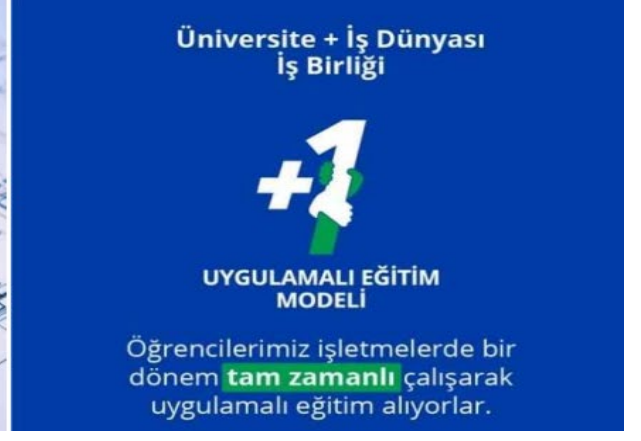 Üniversite + İş Dünyası
İş Birliği
+1
UYGULAMALI EĞİTİM
MODELİ
Öğrencilerimiz işletmelerde bir
dönem tam zamanlı çalışarak
uygulamalı eğitim alıyorlar.